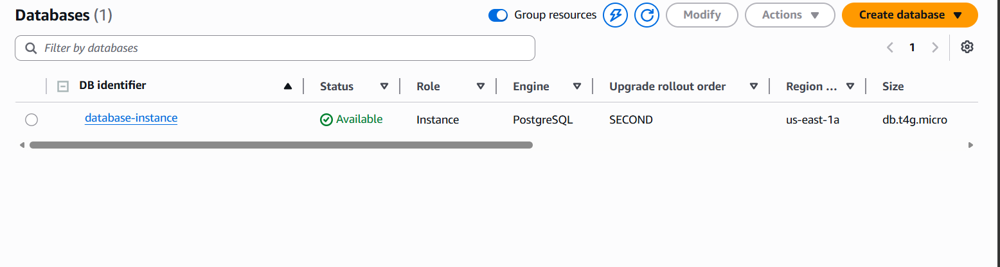 Databases (1)
Group resources
Modify
Actions
Create database
Filter by databases
1
DB identifier
Status
Role
Engine
Upgrade rollout order
Region ...
Size
database-instance
Available
Instance
PostgreSQL
SECOND
us-east-1a
db.t4g.micro